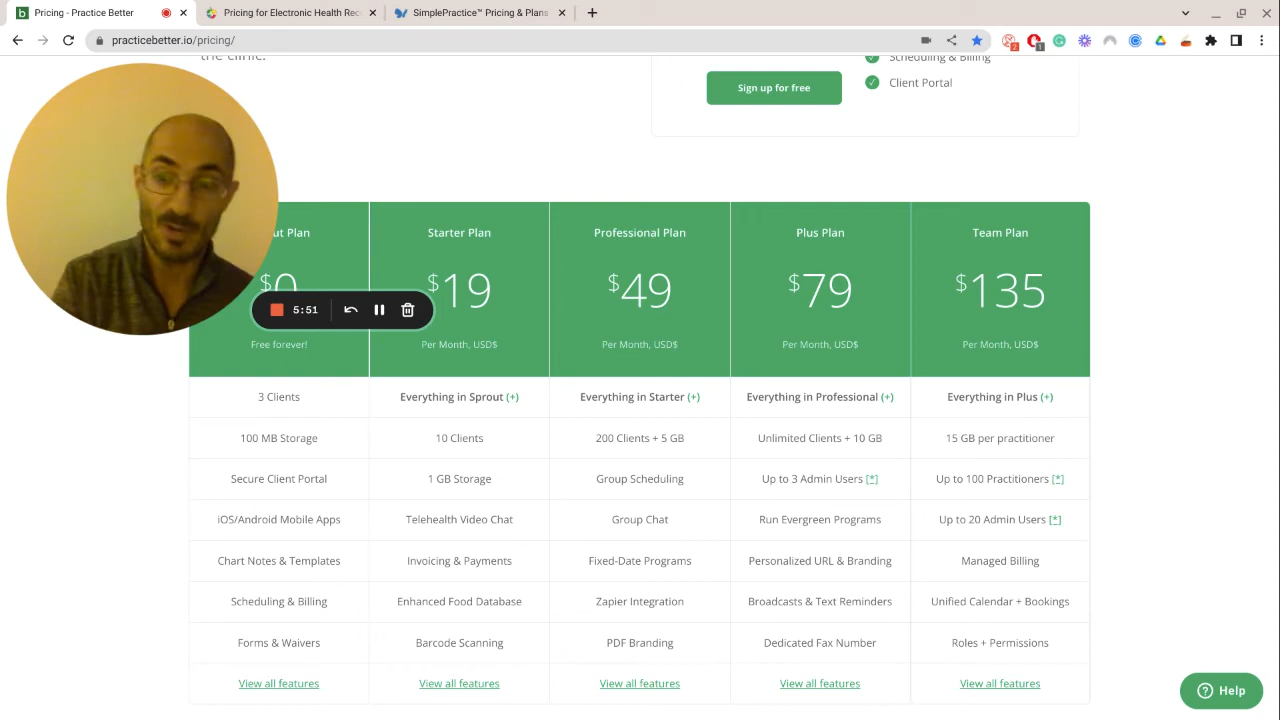 Pricing - Practice Better
Pricing for Electronic Health Rec
SimplePractice™ Pricing & Plans
practicebetter.io/pricing/
2
1
the clinic.
Scheduling & Billing
Sign up for free
Client Portal
ut Plan
Starter Plan
Professional Plan
Plus Plan
Team Plan
$0
$19
$49
$79
$135
5:51
Free forever!
Per Month, USD$
Per Month, USD$
Per Month, USD$
Per Month, USD$
3 Clients
Everything in Sprout (+)
Everything in Starter (+)
Everything in Professional (+)
Everything in Plus (+)
100 MB Storage
10 Clients
200 Clients + 5 GB
Unlimited Clients + 10 GB
15 GB per practitioner
Secure Client Portal
1 GB Storage
Group Scheduling
Up to 3 Admin Users [*]
Up to 100 Practitioners [*]
iOS/Android Mobile Apps
Telehealth Video Chat
Group Chat
Run Evergreen Programs
Up to 20 Admin Users [*]
Chart Notes & Templates
Invoicing & Payments
Fixed-Date Programs
Personalized URL & Branding
Managed Billing
Scheduling & Billing
Enhanced Food Database
Zapier Integration
Broadcasts & Text Reminders
Unified Calendar + Bookings
Forms & Waivers
Barcode Scanning
PDF Branding
Dedicated Fax Number
Roles + Permissions
View all features
View all features
View all features
View all features
View all features
Help